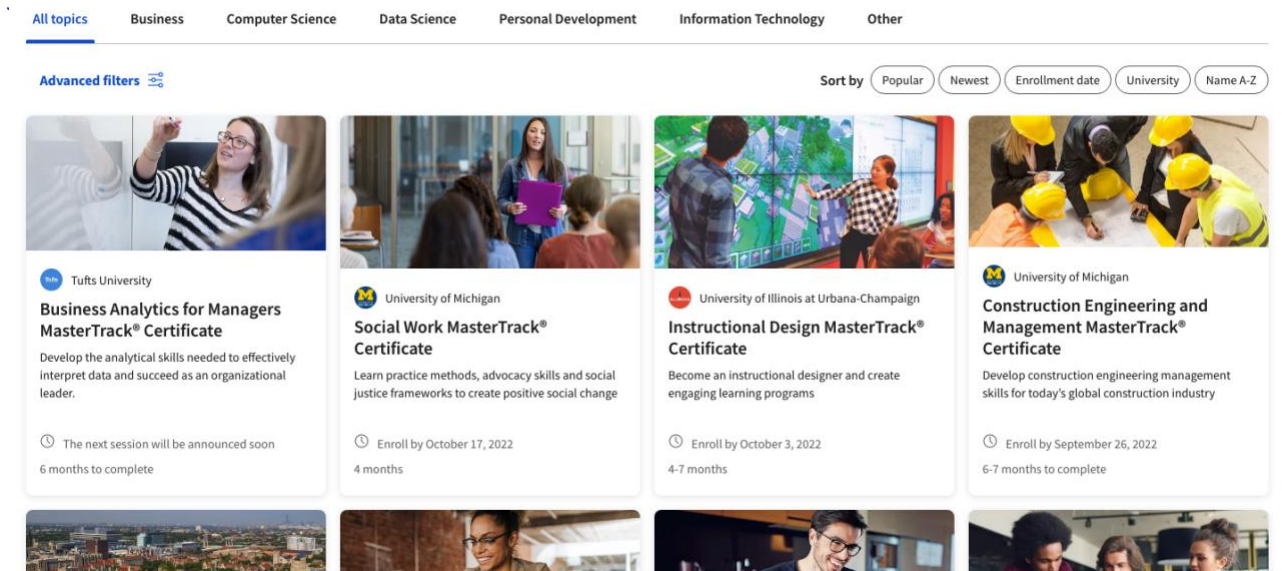 All topics Business Computer Science Data Science Personal Development Information Technology Other
Advanced filters Sort by Popular Newest Enrollment date University Name A-Z
Tufts
Tufts University
Business Analytics for Managers
MasterTrack® Certificate
Develop the analytical skills needed to effectively
interpret data and succeed as an organizational
leader.
The next session will be announced soon
6 months to complete
M
University of Michigan
Social Work MasterTrack®
Certificate
Learn practice methods, advocacy skills and social
justice frameworks to create positive social change
Enroll by October 17, 2022
4 months
University of Illinois at Urbana-Champaign
Instructional Design MasterTrack®
Certificate
Become an instructional designer and create
engaging learning programs
Enroll by October 3, 2022
4-7 months
M
University of Michigan
Construction Engineering and
Management MasterTrack®
Certificate
Develop construction engineering management
skills for today's global construction industry
Enroll by September 26, 2022
6-7 months to complete